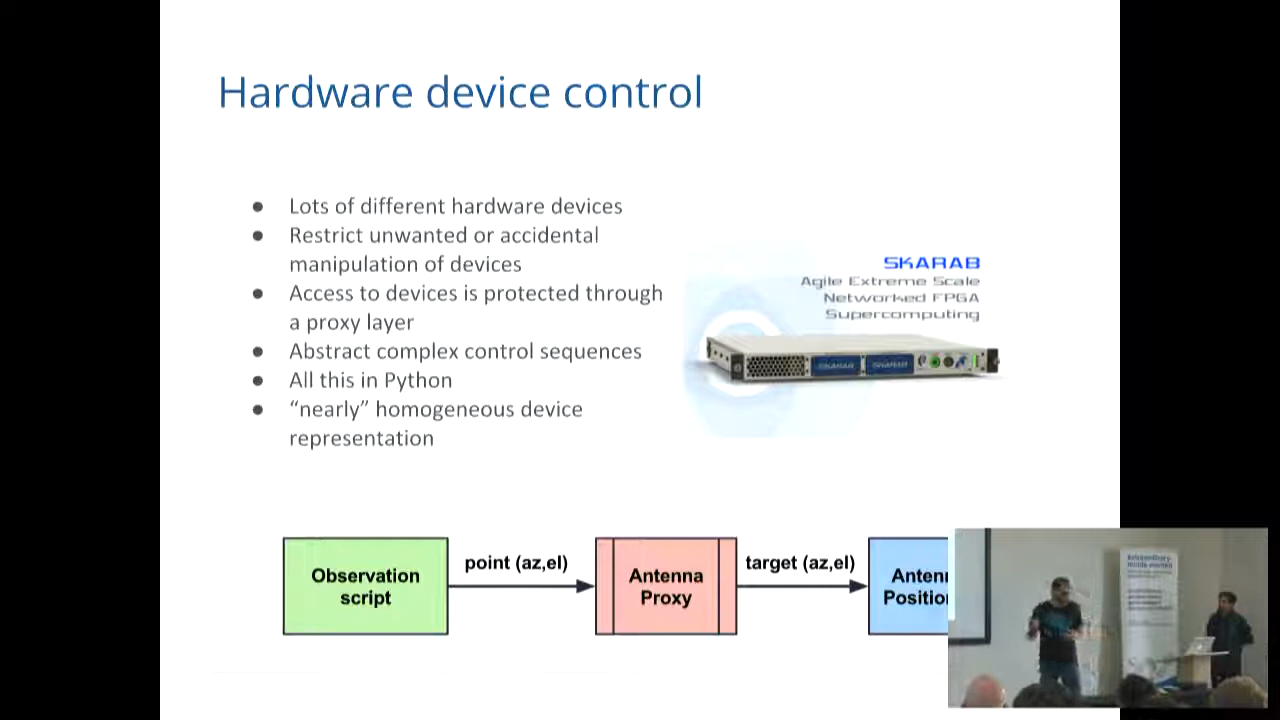 Hardware device control
● Lots of different hardware devices
● Restrict unwanted or accidental
manipulation of devices
● Access to devices is protected through
a proxy layer
● Abstract complex control sequences
● All this in Python
● “nearly” homogeneous device
representation
SKARAB
Agile Extreme Scale
Networked FPGA
Supercomputing
SKARAB SKARAB
Observation
script
point (az,el)
Antenna
Proxy
target (az,el)